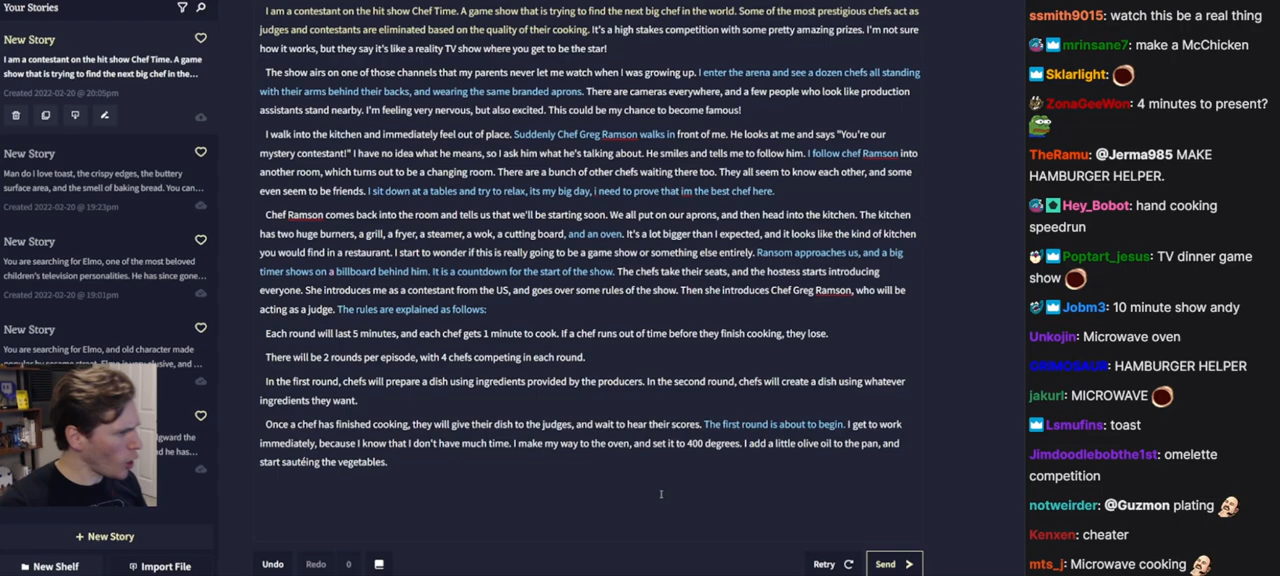 Your Stories
New Story
I am a contestant on the hit show Chef Time. A game
show that is trying to find the next big chef in the...
Created 2022-02-20 @ 20:05pm
New Story
Man do I love toast, the crispy edges, the buttery
surface area, and the smell of baking bread. You can...
Created 2022-02-20 @ 19:23pm
New Story
You are searching for Elmo, one of the most beloved
children's television personalities. He has since gone...
Created 2022-02-20 @ 19:01pm
New Story
You are searching for Elmo, and old character made
and is
dgward the
d he has...
+ New Story
New Shelf
Import File
I am a contestant on the hit show Chef Time. A game show that is trying to find the next big chef in the world. Some of the most prestigious chefs act as
judges and contestants are eliminated based on the quality of their cooking. It's a high stakes competition with some pretty amazing prizes. I'm not sure
how it works, but they say it's like a reality TV show where you get to be the star!
The show airs on one of those channels that my parents never let me watch when I was growing up. I enter the arena and see a dozen chefs all standing
with their arms behind their backs, and wearing the same branded aprons. There are cameras everywhere, and a few people who look like production
assistants stand nearby. I'm feeling very nervous, but also excited. This could be my chance to become famous!
I walk into the kitchen and immediately feel out of place. Suddenly Chef Greg Ramson walks in front of me. He looks at me and says "You're our
mystery contestant!" I have no idea what he means, so I ask him what he's talking about. He smiles and tells me to follow him. I follow chef Ramson into
another room, which turns out to be a changing room. There are a bunch of other chefs waiting there too. They all seem to know each other, and some
even seem to be friends. I sit down at a tables and try to relax, its my big day, i need to prove that im the best chef here.
Chef Ramson comes back into the room and tells us that we'll be starting soon. We all put on our aprons, and then head into the kitchen. The kitchen
has two huge burners, a grill, a fryer, a steamer, a wok, a cutting board, and an oven. It's a lot bigger than I expected, and it looks like the kind of kitchen
you would find in a restaurant. I start to wonder if this is really going to be a game show or something else entirely. Ransom approaches us, and a big
timer shows on a billboard behind him. It is a countdown for the start of the show. The chefs take their seats, and the hostess starts introducing
everyone. She introduces me as a contestant from the US, and goes over some rules of the show. Then she introduces Chef Greg Ramson, who will be
acting as a judge. The rules are explained as follows:
Each round will last 5 minutes, and each chef gets 1 minute to cook. If a chef runs out of time before they finish cooking, they lose.
There will be 2 rounds per episode, with 4 chefs competing in each round.
In the first round, chefs will prepare a dish using ingredients provided by the producers. In the second round, chefs will create a dish using whatever
ingredients they want.
Once a chef has finished cooking, they will give their dish to the judges, and wait to hear their scores. The first round is about to begin. I get to work
immediately, because I know that I don't have much time. I make my way to the oven, and set it to 400 degrees. I add a little olive oil to the pan, and
start sautéing the vegetables.
Undo
Redo
0
Retry
Send
ssmith9015: watch this be a real thing
mrinsane7: make a McChicken
Sklarlight:
ZonaGeeWon: 4 minutes to present?
TheRamu: @Jerma985 MAKE
HAMBURGER HELPER.
Hey_Bobot: hand cooking
speedrun
Poptart_jesus: TV dinner game
show
Jobm3: 10 minute show andy
Unkojin: Microwave oven
HAMBURGER HELPER
jakurl: MICROWAVE
Lsmufins: toast
Jimdoodlebobthe1st: omelette
competition
notweirder: @Guzmon plating
Kenxen: cheater
mts_j: Microwave cooking